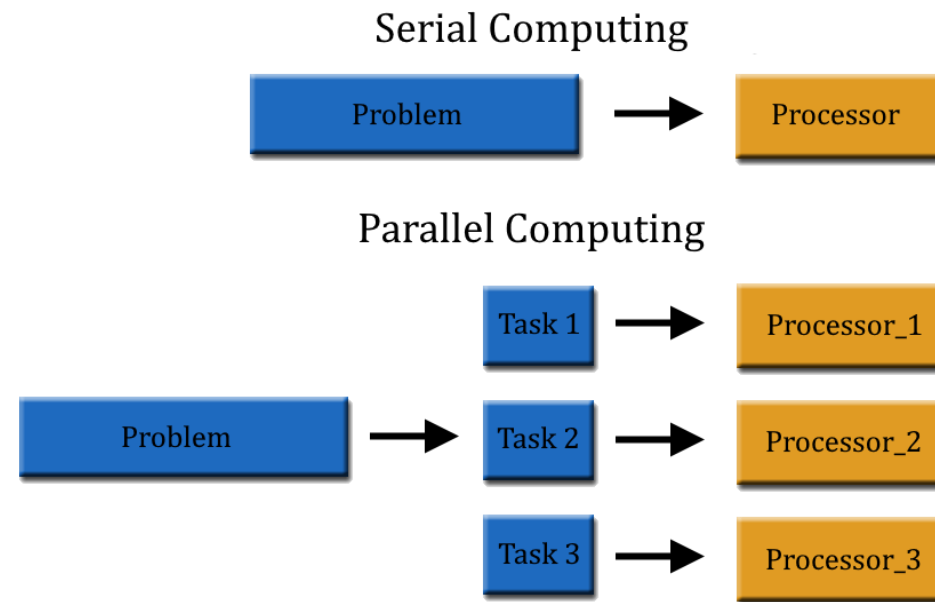 Serial Computing
Problem
Processor
Parallel Computing
Task 1
Processor_1
Problem
Task 2
Processor_2
Task 3
Processor_3